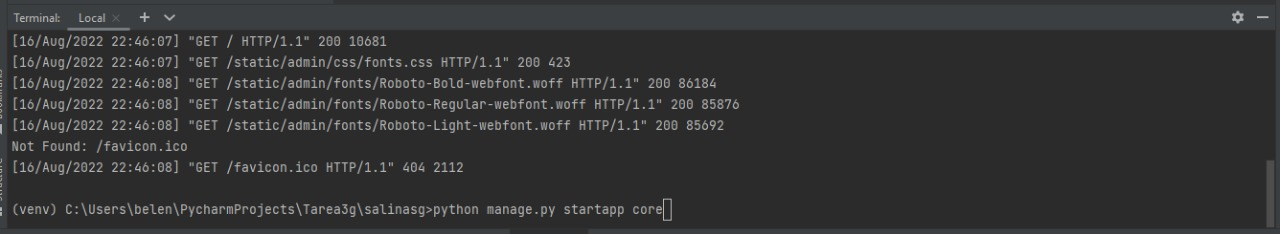 Terminal: Local × + 
[16/Aug/2022 22:46:07] "GET / HTTP/1.1" 200 10681
[16/Aug/2022 22:46:07] "GET /static/admin/css/fonts.css HTTP/1.1" 200 423
[16/Aug/2022 22:46:08] "GET /static/admin/fonts/Roboto-Bold-webfont.woff HTTP/1.1" 200 86184
[16/Aug/2022 22:46:08] "GET /static/admin/fonts/Roboto-Regular-webfont.woff HTTP/1.1" 200 85876
[16/Aug/2022 22:46:08] "GET /static/admin/fonts/Roboto-Light-webfont.woff HTTP/1.1" 200 85692
Not Found: /favicon.ico
[16/Aug/2022 22:46:08] "GET /favicon.ico HTTP/1.1" 404 2112
(venv) C:\Users\belen\PycharmProjects\Tarea3g\salinasg>python manage.py startapp core